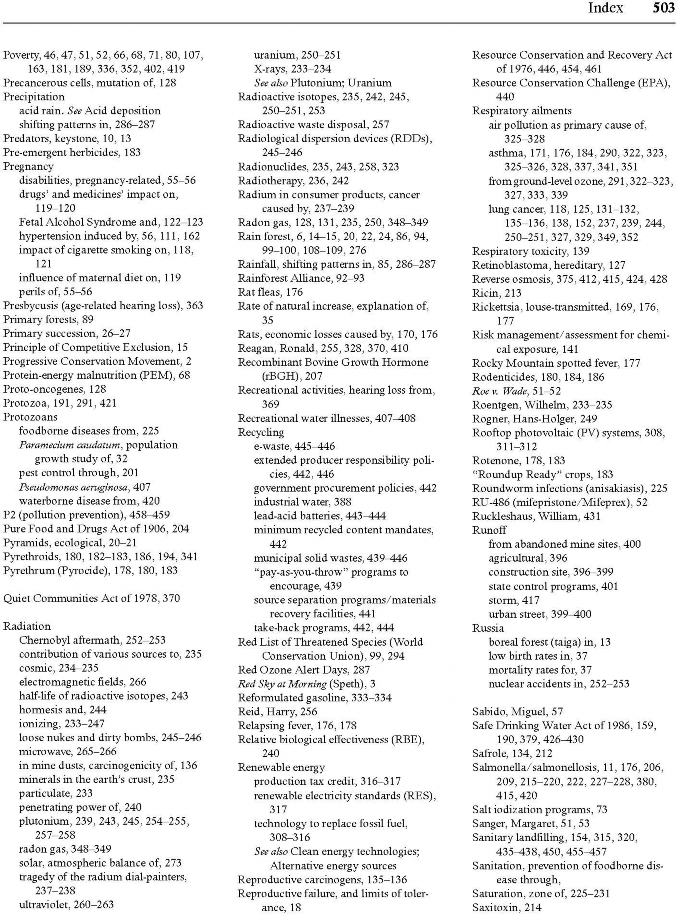 Index 503
Poverty, 46, 47, 51, 52, 66, 68, 71, 80, 107,
163, 181, 189, 336, 352, 402, 419
Precancerous cells, mutation of, 128
Precipitation
acid rain. See Acid deposition
shifting patterns in, 286–287
Predators, keystone, 10, 13
Pre-emergent herbicides, 183
Pregnancy
disabilities, pregnancy-related, 55–56
drugs' and medicines' impact on,
119–120
Fetal Alcohol Syndrome and, 122–123
hypertension induced by, 56, 111, 162
impact of cigarette smoking on, 118,
121
influence of maternal diet on, 119
perils of, 55–56
Presbycusis (age-related hearing loss), 363
Primary forests, 89
Primary succession, 26–27
Principle of Competitive Exclusion, 15
Progressive Conservation Movement, 2
Protein-energy malnutrition (PEM), 68
Proto-oncogenes, 128
Protozoa, 191, 291, 421
Protozoans
foodborne diseases from, 225
Paramecium caudatum, population
growth study of, 32
pest control through, 201
Pseudomonas aeruginosa, 407
waterborne disease from, 420
P2 (pollution prevention), 458–459
Pure Food and Drugs Act of 1906, 204
Pyramids, ecological, 20–21
Pyrethroids, 180, 182–183, 186, 194, 341
Pyrethrum (Pyrocide), 178, 180, 183
Quiet Communities Act of 1978, 370
Radiation
Chernobyl aftermath, 252–253
contribution of various sources to, 235
cosmic, 234–235
electromagnetic fields, 266
half-life of radioactive isotopes, 243
hormesis and, 244
ionizing, 233–247
loose nukes and dirty bombs, 245–246
microwave, 265–266
in mine dusts, carcinogenicity of, 136
minerals in the earth's crust, 235
particulate, 233
penetrating power of, 240
plutonium, 239, 243, 245, 254–255,
257–258
radon gas, 348–349
solar, atmospheric balance of, 273
tragedy of the radium dial-painters,
237–238
ultraviolet, 260–263
uranium, 250–251
X-rays, 233–234
See also Plutonium; Uranium
Radioactive isotopes, 235, 242, 245,
250–251, 253
Radioactive waste disposal, 257
Radiological dispersion devices (RDDs),
245–246
Radionuclides, 235, 243, 258, 323
Radiotherapy, 236, 242
Radium in consumer products, cancer
caused by, 237–239
Radon gas, 128, 131, 235, 250, 348–349
Rain forest, 6, 14–15, 20, 22, 24, 86, 94,
99–100, 108–109, 276
Rainfall, shifting patterns in, 85, 286–287
Rainforest Alliance, 92–93
Rat fleas, 176
Rate of natural increase, explanation of,
35
Rats, economic losses caused by, 170, 176
Reagan, Ronald, 255, 328, 370, 410
Recombinant Bovine Growth Hormone
(rBGH), 207
Recreational activities, hearing loss from,
369
Recreational water illnesses, 407–408
Recycling
e-waste, 445–446
extended producer responsibility poli-
cies, 442, 446
government procurement policies, 442
industrial water, 388
lead-acid batteries, 443–444
minimum recycled content mandates,
442
municipal solid wastes, 439–446
"pay-as-you-throw" programs to
encourage, 439
source separation programs/materials
recovery facilities, 441
take-back programs, 442, 444
Red List of Threatened Species (World
Conservation Union), 99, 294
Red Ozone Alert Days, 287
Red Sky at Morning (Speth), 3
Reformulated gasoline, 333–334
Reid, Harry, 256
Relapsing fever, 176, 178
Relative biological effectiveness (RBE),
240
Renewable energy
production tax credit, 316–317
renewable electricity standards (RES),
317
technology to replace fossil fuel,
308–316
See also Clean energy technologies;
Alternative energy sources
Reproductive carcinogens, 135–136
Reproductive failure, and limits of toler-
ance, 18
Resource Conservation and Recovery Act
of 1976, 446, 454, 461
Resource Conservation Challenge (EPA),
440
Respiratory ailments
air pollution as primary cause of,
325–328
asthma, 171, 176, 184, 290, 322, 323,
325–326, 328, 337, 341, 351
from ground-level ozone, 291, 322–323,
327, 333, 339
lung cancer, 118, 125, 131–132,
135–136, 138, 152, 237, 239, 244,
250–251, 327, 329, 349, 352
Respiratory toxicity, 139
Retinoblastoma, hereditary, 127
Reverse osmosis, 375, 412, 415, 424, 428
Ricin, 213
Rickettsia, louse-transmitted, 169, 176,
177
Risk management/assessment for chemi-
cal exposure, 141
Rocky Mountain spotted fever, 177
Rodenticides, 180, 184, 186
Roe v. Wade, 51–52
Roentgen, Wilhelm, 233–235
Rogner, Hans-Holger, 249
Rooftop photovoltaic (PV) systems, 308,
311–312
Rotenone, 178, 183
"Roundup Ready" crops, 183
Roundworm infections (anisakiasis), 225
RU-486 (mifepristone/Mifeprex), 52
Ruckleshaus, William, 431
Runoff
from abandoned mine sites, 400
agricultural, 396
construction site, 396–399
state control programs, 401
storm, 417
urban street, 399–400
Russia
boreal forest (taiga) in, 13
low birth rates in, 37
mortality rates for, 37
nuclear accidents in, 252–253
Sabido, Miguel, 57
Safe Drinking Water Act of 1986, 159,
190, 379, 426–430
Safrole, 134, 212
Salmonella/salmonellosis, 11, 176, 206,
209, 215–220, 222, 227–228, 380,
415, 420
Salt iodization programs, 73
Sanger, Margaret, 51, 53
Sanitary landfilling, 154, 315, 320,
435–438, 450, 455–457
Sanitation, prevention of foodborne dis-
ease through,
Saturation, zone of, 225–231
Saxitoxin, 214